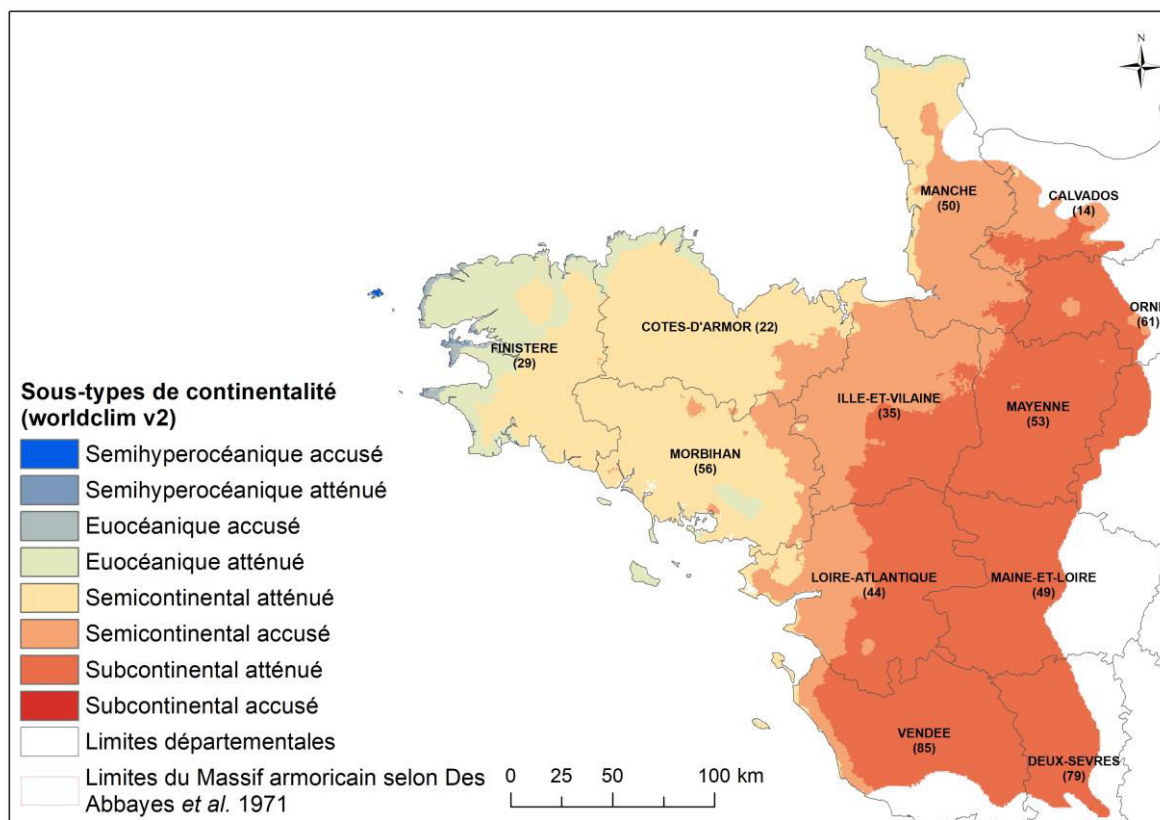 N
MANCHE
(50)
CALVADOS
(14)
ORNE
(61)
COTES-D'ARMOR (22)
FINISTERE
(29)
ILLE-ET-VILAINE
(35)
MAYENNE
(53)
MORBIHAN
(56)
LOIRE-ATLANTIQUE
(44)
MAINE-ET-LOIRE
(49)
VENDEE
(85)
DEUX-SEVRES
(79)
Sous-types de continentalité
(worldclim v2)
Semihyperocéanique accusé
Semihyperocéanique atténué
Euocéanique accusé
Euocéanique atténué
Semicontinental atténué
Semicontinental accusé
Subcontinental atténué
Subcontinental accusé
Limites départementales
Limites du Massif armoricain selon Des
Abbayes et al. 1971
0 25 50 100 km